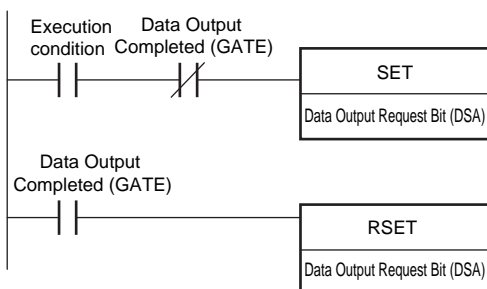 Execution
condition
Data Output
Completed (GATE)
SET
Data Output Request Bit (DSA)
Data Output
Completed (GATE)
RSET
Data Output Request Bit (DSA)